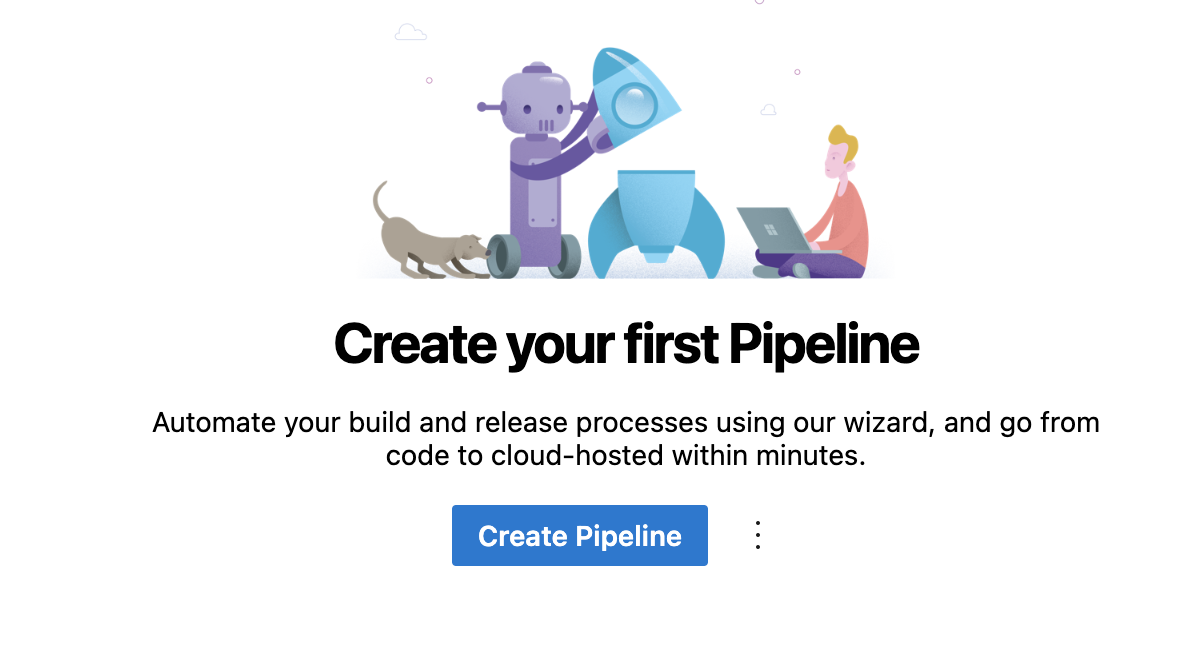 Create your first Pipeline
Automate your build and release processes using our wizard, and go from
code to cloud-hosted within minutes.
Create Pipeline